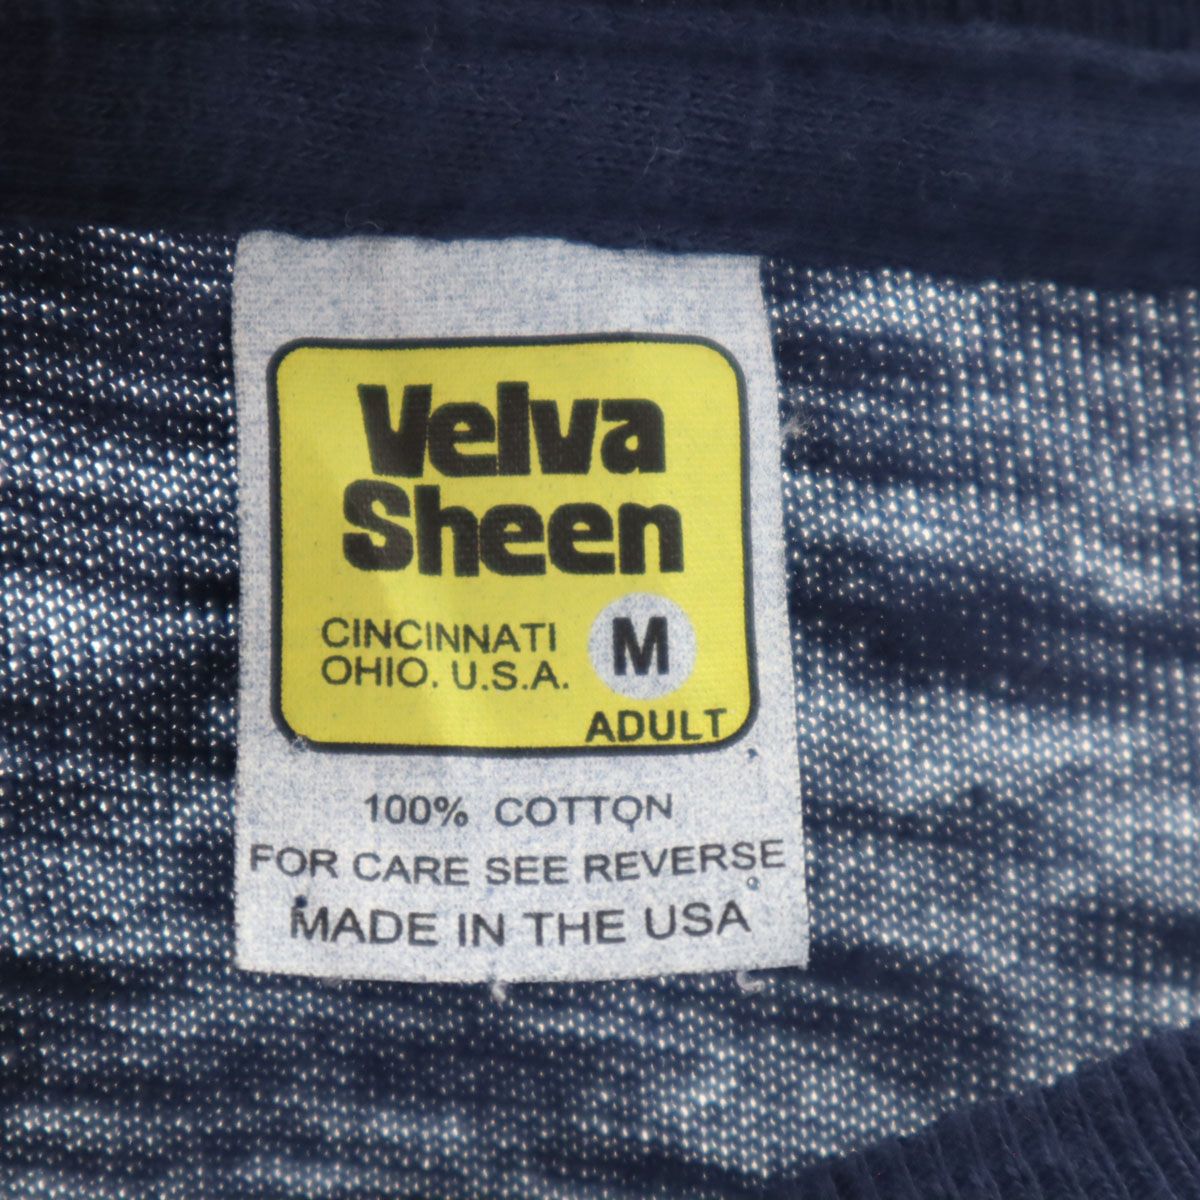 Velva
Sheen
CINCINNATI
OHIO. U.S.A.
M
ADULT
100% COTTON
FOR CARE SEE REVERSE
MADE IN THE USA